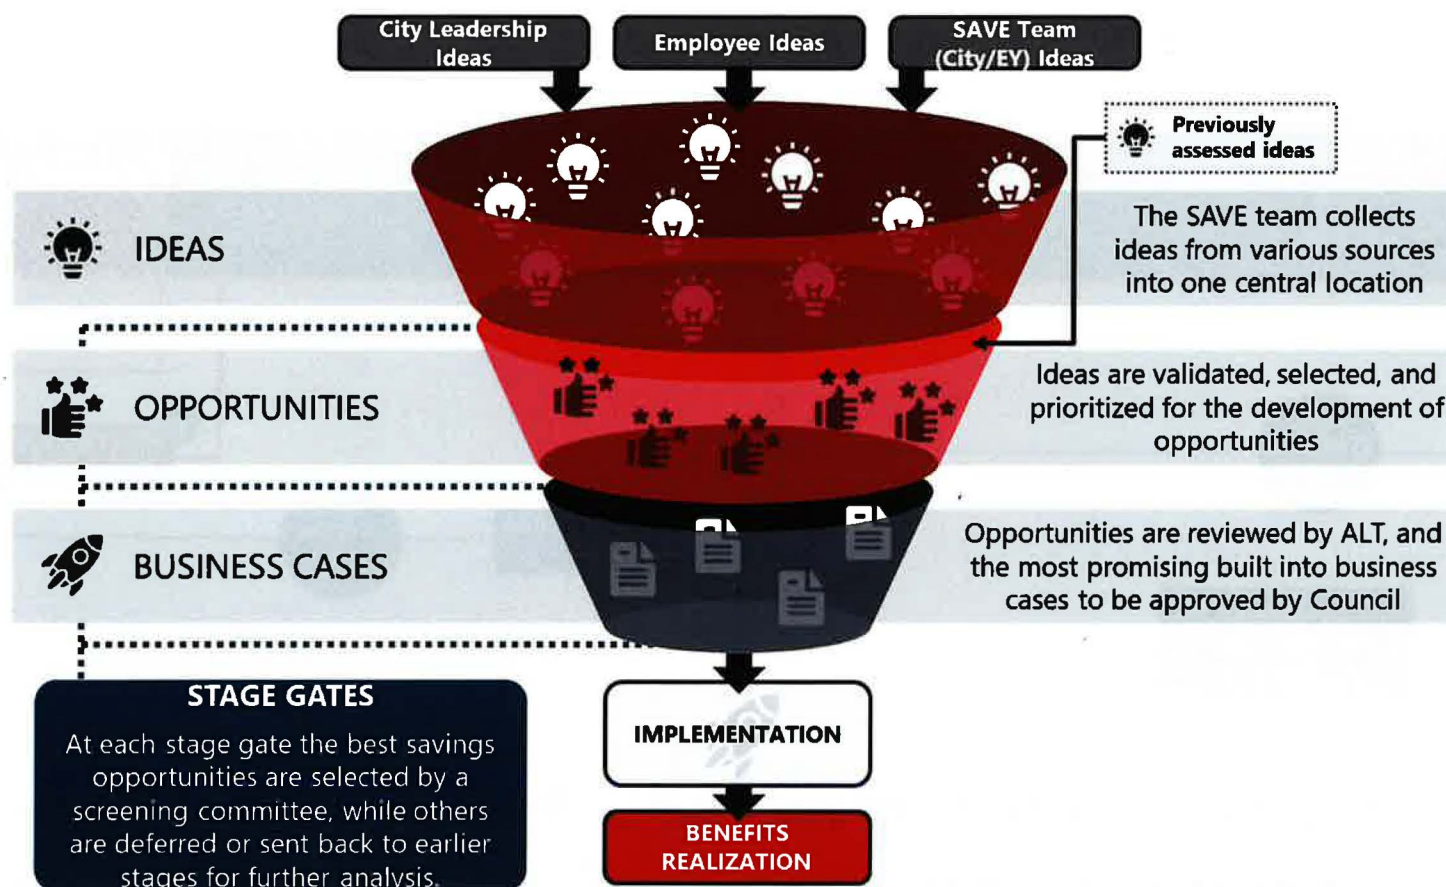 City Leadership
Ideas
Employee Ideas
SAVE Team
(City/EY) Ideas
Previously
assessed ideas
IDEAS
The SAVE team collects
ideas from various sources
into one central location
OPPORTUNITIES
Ideas are validated, selected, and
prioritized for the development of
opportunities
BUSINESS CASES
Opportunities are reviewed by ALT, and
the most promising built into business
cases to be approved by Council
STAGE GATES
At each stage gate the best savings
opportunities are selected by a
screening committee, while others
are deferred or sent back to earlier
stages for further analysis.
IMPLEMENTATION
BENEFITS
REALIZATION